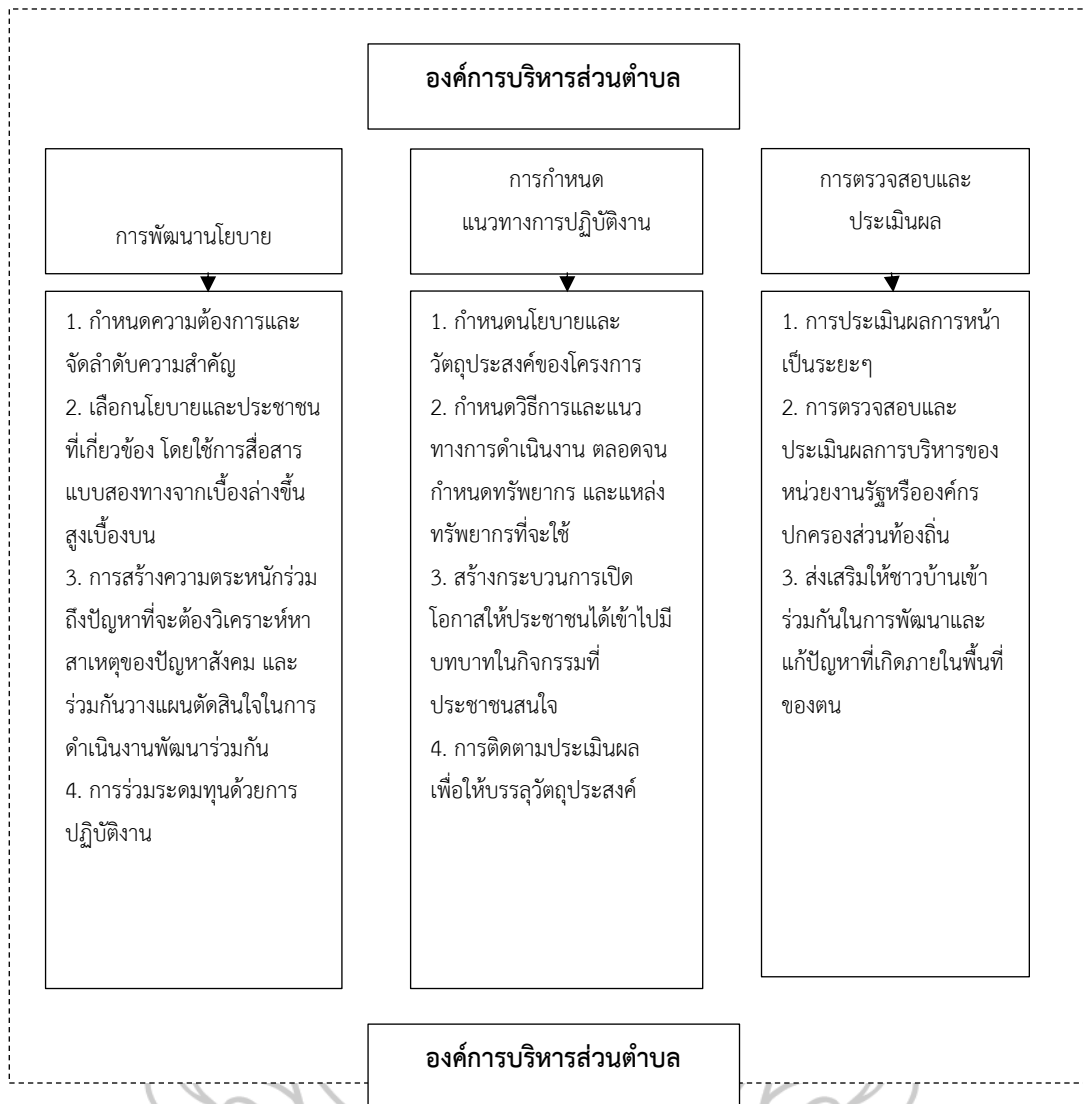 องค์การบริหารส่วนตำบล
การพัฒนานโยบาย
1. กำหนดความต้องการและ
จัดลำดับความสำคัญ
2. เลือกนโยบายและประชาชน
ที่เกี่ยวข้อง โดยใช้การสื่อสาร
แบบสองทางจากเบื้องล่างขึ้น
สูงเบื้องบน
3. การสร้างความตระหนักร่วม
ถึงปัญหาที่จะต้องวิเคราะห์หา
สาเหตุของปัญหาสังคม และ
ร่วมกันวางแผนตัดสินใจในการ
ดำเนินงานพัฒนาร่วมกัน
4. การร่วมระดมทุนด้วยการ
ปฏิบัติงาน
การกำหนด
แนวทางการปฏิบัติงาน
1. กำหนดนโยบายและ
วัตถุประสงค์ของโครงการ
2. กำหนดวิธีการและแนว
ทางการดำเนินงาน ตลอดจน
กำหนดทรัพยากร และแหล่ง
ทรัพยากรที่จะใช้
3. สร้างกระบวนการเปิด
โอกาสให้ประชาชนได้เข้าไปมี
บทบาทในกิจกรรมที่
ประชาชนสนใจ
4. การติดตามประเมินผล
เพื่อให้บรรลุวัตถุประสงค์
การตรวจสอบและ
ประเมินผล
1. การประเมินผลการหน้า
เป็นระยะๆ
2. การตรวจสอบและ
ประเมินผลการบริหารของ
หน่วยงานรัฐหรือองค์กร
ปกครองส่วนท้องถิ่น
3. ส่งเสริมให้ชาวบ้านเข้า
ร่วมกันในการพัฒนาและ
แก้ปัญหาที่เกิดภายในพื้นที่
ของตน
องค์การบริหารส่วนตำบล